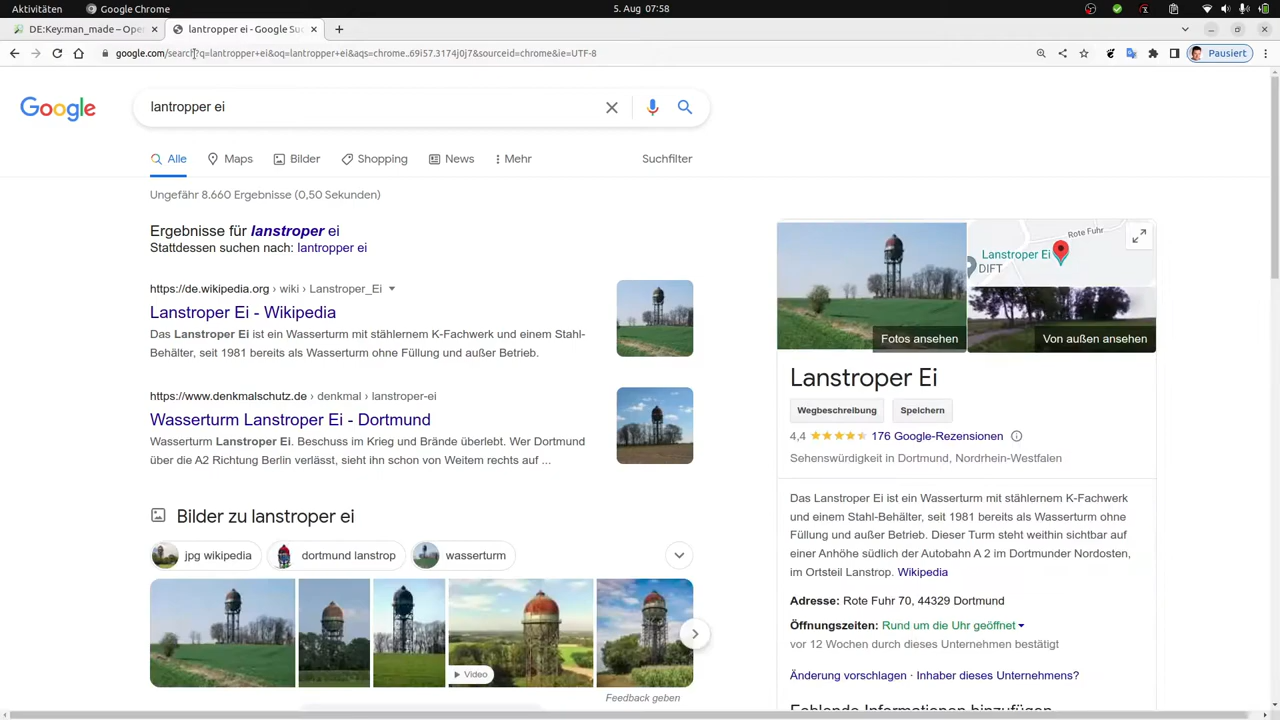 Aktivitäten
Google Chrome
5. Aug 07:58
DE:Key:man_made – Open
lantropper ei - Google Suc
google.com/search?q=lantropper+ei&oq=lantropper+ei&aqs=chrome..69i57.3174j0j7&sourceid=chrome&ie=UTF-8
Pausiert
Google
lantropper ei
Alle
Maps
Bilder
Shopping
News
Mehr
Suchfilter
Ungefähr 8.660 Ergebnisse (0,50 Sekunden)
Ergebnisse für lanstroper ei
Stattdessen suchen nach: lantropper ei
https://de.wikipedia.org › wiki › Lanstroper_Ei
Lanstroper Ei - Wikipedia
Das Lanstroper Ei ist ein Wasserturm mit stählernem K-Fachwerk und einem Stahl-
Behälter, seit 1981 bereits als Wasserturm ohne Füllung und außer Betrieb.
https://www.denkmalschutz.de › denkmal › lanstroper-ei
Wasserturm Lanstroper Ei - Dortmund
Wasserturm Lanstroper Ei. Beschuss im Krieg und Brände überlebt. Wer Dortmund
über die A2 Richtung Berlin verlässt, sieht ihn schon von Weitem rechts auf ...
Bilder zu lanstroper ei
jpg wikipedia
dortmund lanstrop
wasserturm
Video
Feedback geben
Rote Fuhr
Lanstroper Ei
DIFT
Fotos ansehen
Von außen ansehen
Lanstroper Ei
Wegbeschreibung
Speichern
4,4
176 Google-Rezensionen
Sehenswürdigkeit in Dortmund, Nordrhein-Westfalen
Das Lanstroper Ei ist ein Wasserturm mit stählernem K-Fachwerk
und einem Stahl-Behälter, seit 1981 bereits als Wasserturm ohne
Füllung und außer Betrieb. Dieser Turm steht weithin sichtbar auf
einer Anhöhe südlich der Autobahn A 2 im Dortmunder Nordosten,
im Ortsteil Lanstrop. Wikipedia
Adresse: Rote Fuhr 70, 44329 Dortmund
Öffnungszeiten: Rund um die Uhr geöffnet
vor 12 Wochen durch dieses Unternehmen bestätigt
Änderung vorschlagen · Inhaber dieses Unternehmens?
Fehlende Informationen hinzufügen